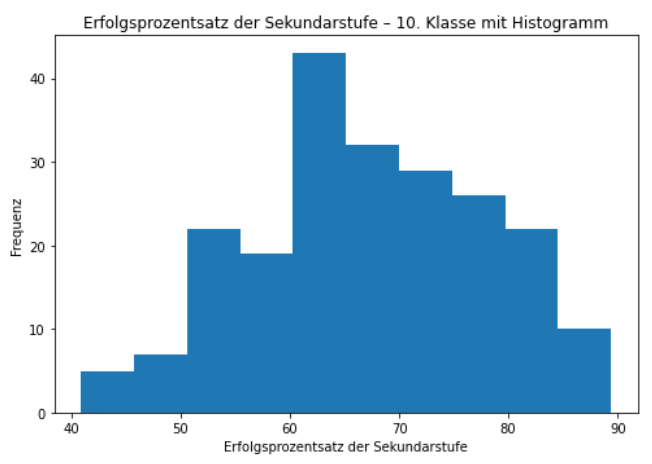 Erfolgsprozentsatz der Sekundarstufe – 10. Klasse mit Histogramm
Frequenz
40
30
20
10
0
40 50 60 70 80 90
Erfolgsprozentsatz der Sekundarstufe